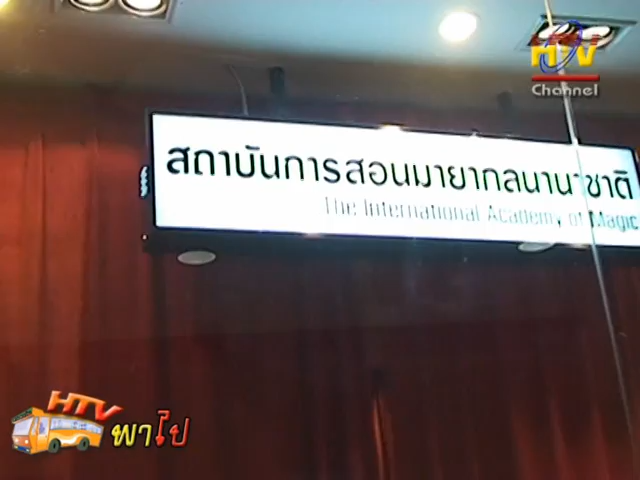 HTV
Channel
สถาบันการสอนมายากลนานาชาติ
The International Academy of Magic
HTV
พาไป